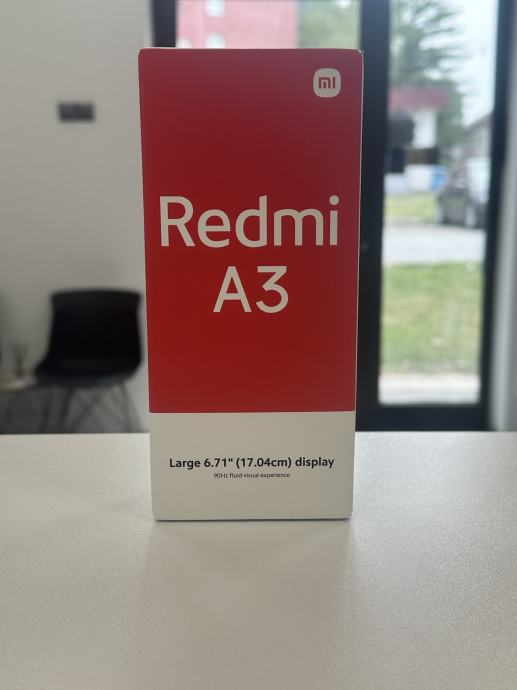 mi
Redmi
A3
Large 6.71" (17.04cm) display
90Hz fluid visual experience